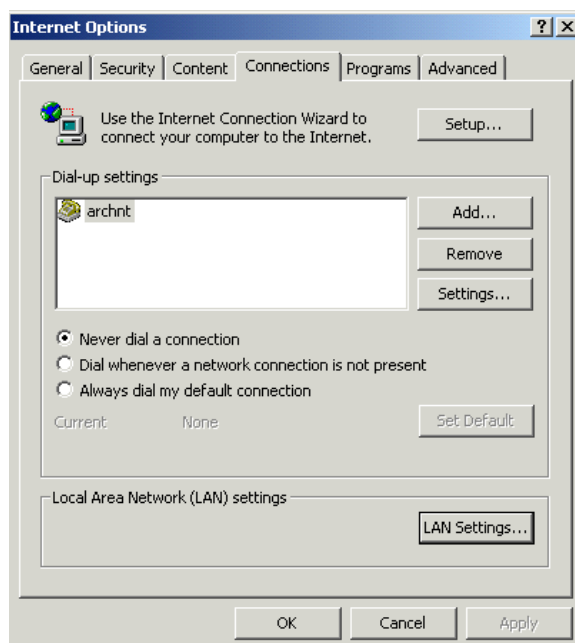 Internet Options
General Security Content Connections Programs Advanced
Use the Internet Connection Wizard to
connect your computer to the Internet.
Setup...
Dial-up settings
archnt
Add...
Remove
Settings...
Never dial a connection
Dial whenever a network connection is not present
Always dial my default connection
Current None
Set Default
Local Area Network (LAN) settings
LAN Settings...
OK Cancel Apply